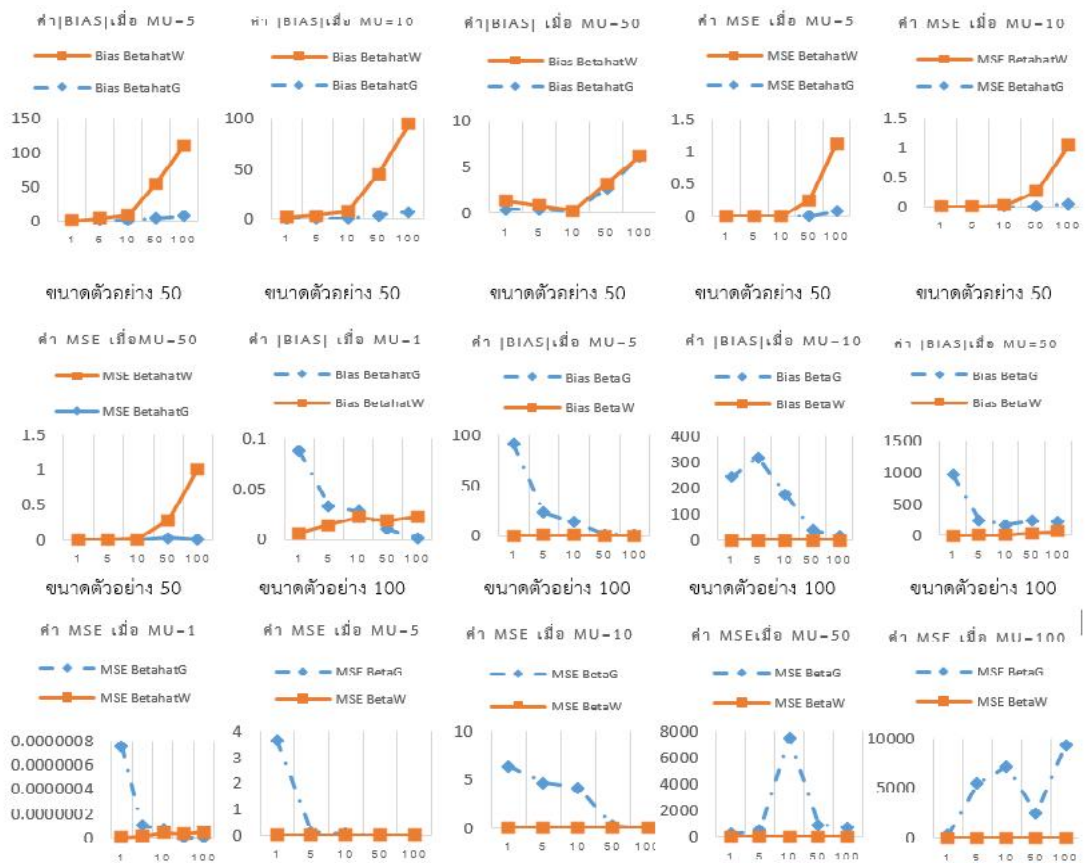 ค่า|BIAS|เมื่อ MU=5
Bias BetahatW
Bias BetahatG
150
100
50
0
1 5 10 50 100
ขนาดตัวอย่าง 50
ค่า |BIAS|เมื่อ MU=10
Bias BetahatW
Bias BetahatG
100
50
0
1 5 10 50 100
ขนาดตัวอย่าง 50
ค่า|BIAS| เมื่อ MU=50
Bias BetahatW
Bias BetahatG
10
5
0
1 5 10 50 100
ขนาดตัวอย่าง 50
ค่า MSE เมื่อ MU=5
MSE BetahatW
MSE BetahatG
1.5
1
0.5
0
1 5 10 50 100
ขนาดตัวอย่าง 50
ค่า MSE เมื่อ MU=10
MSE BetahatW
MSE BetahatG
1.5
1
0.5
0
1 5 10 50 100
ขนาดตัวอย่าง 50
ค่า MSE เมื่อMU=50
MSE BetahatW
MSE BetahatG
1.5
1
0.5
0
1 5 10 50 100
ขนาดตัวอย่าง 50
ค่า |BIAS| เมื่อ MU=1
Bias BetahatG
Bias BetahatW
0.1
0.05
0
1 5 10 50 100
ขนาดตัวอย่าง 100
ค่า |BIAS|เมื่อ MU=5
Bias BetaG
Bias BetaW
100
50
0
1 5 10 50 100
ขนาดตัวอย่าง 100
ค่า |BIAS|เมื่อ MU=10
Bias BetaG
Bias BetaW
400
300
200
100
0
1 5 10 50 100
ขนาดตัวอย่าง 100
ค่า |BIAS|เมื่อ MU=50
Bias BetaG
Bias BetaW
1500
1000
500
0
1 5 10 50 100
ขนาดตัวอย่าง 100
ค่า MSE เมื่อ MU=1
MSE BetahatG
MSE BetahatW
0.0000008
0.0000006
0.0000004
0.0000002
0
1 10 100
ค่า MSE เมื่อ MU=5
MSE BetaG
MSE BetaW
4
3
2
1
0
1 5 10 50 100
ค่า MSE เมื่อ MU=10
MSE BetaG
MSE BetaW
10
5
0
1 5 10 50 100
ค่า MSEเมื่อ MU=50
MSE BetaG
MSE BetaW
8000
6000
4000
2000
0
1 5 10 50 100
ค่า MSE เมื่อ MU=100
MSE BetaG
MSE BetaW
10000
5000
0
1 5 10 50 100